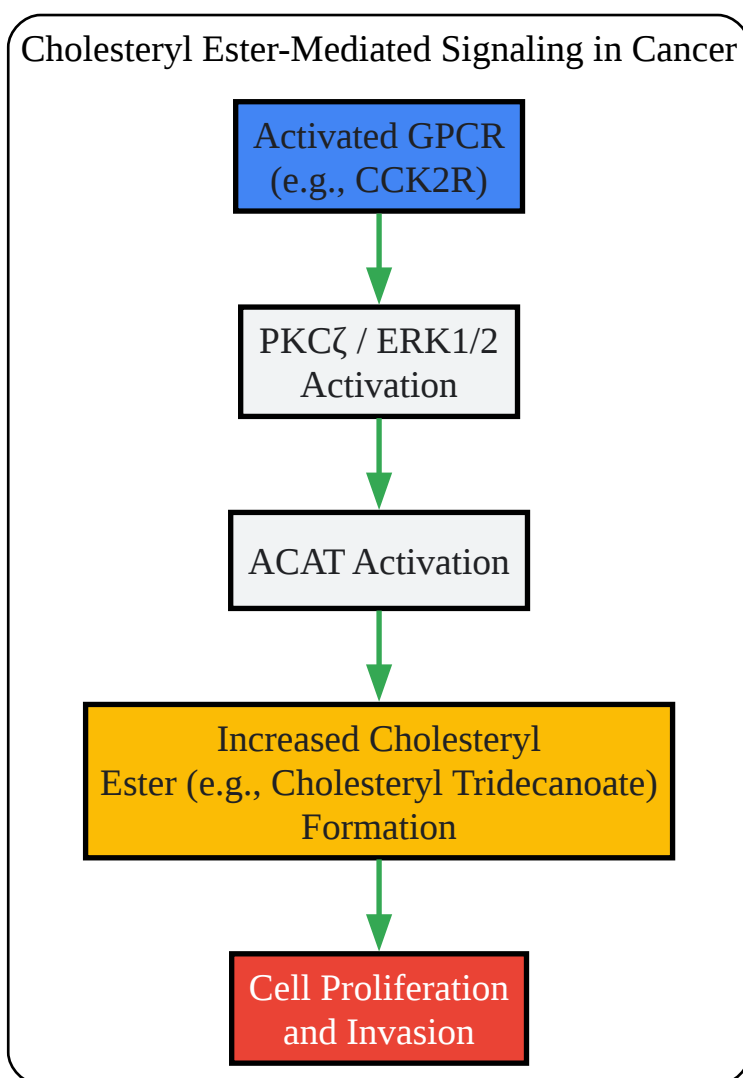 Cholesteryl Ester-Mediated Signaling in Cancer
Activated GPCR
(e.g., CCK2R)
PKCζ / ERK1/2
Activation
ACAT Activation
Increased Cholesteryl
Ester (e.g., Cholesteryl Tridecanoate)
Formation
Cell Proliferation
and Invasion